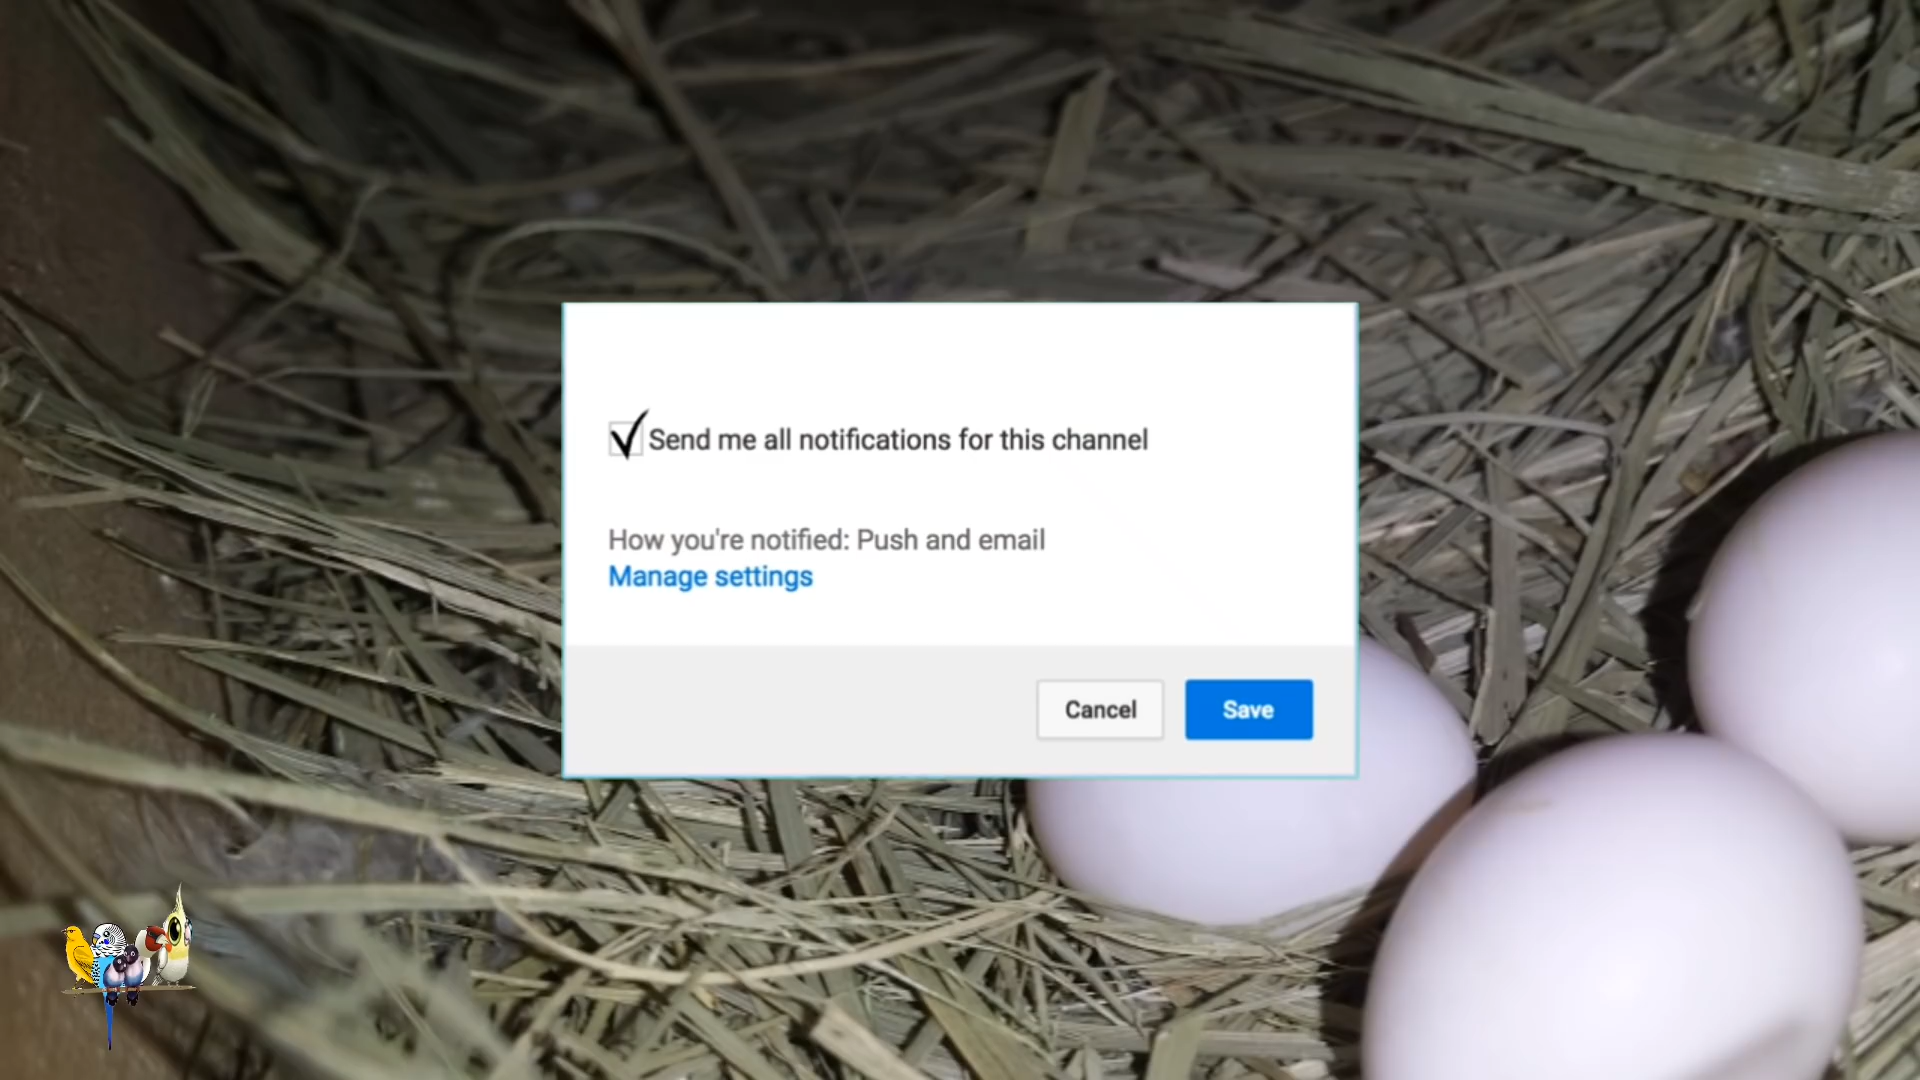 Send me all notifications for this channel
How you're notified: Push and email
Manage settings
Cancel
Save